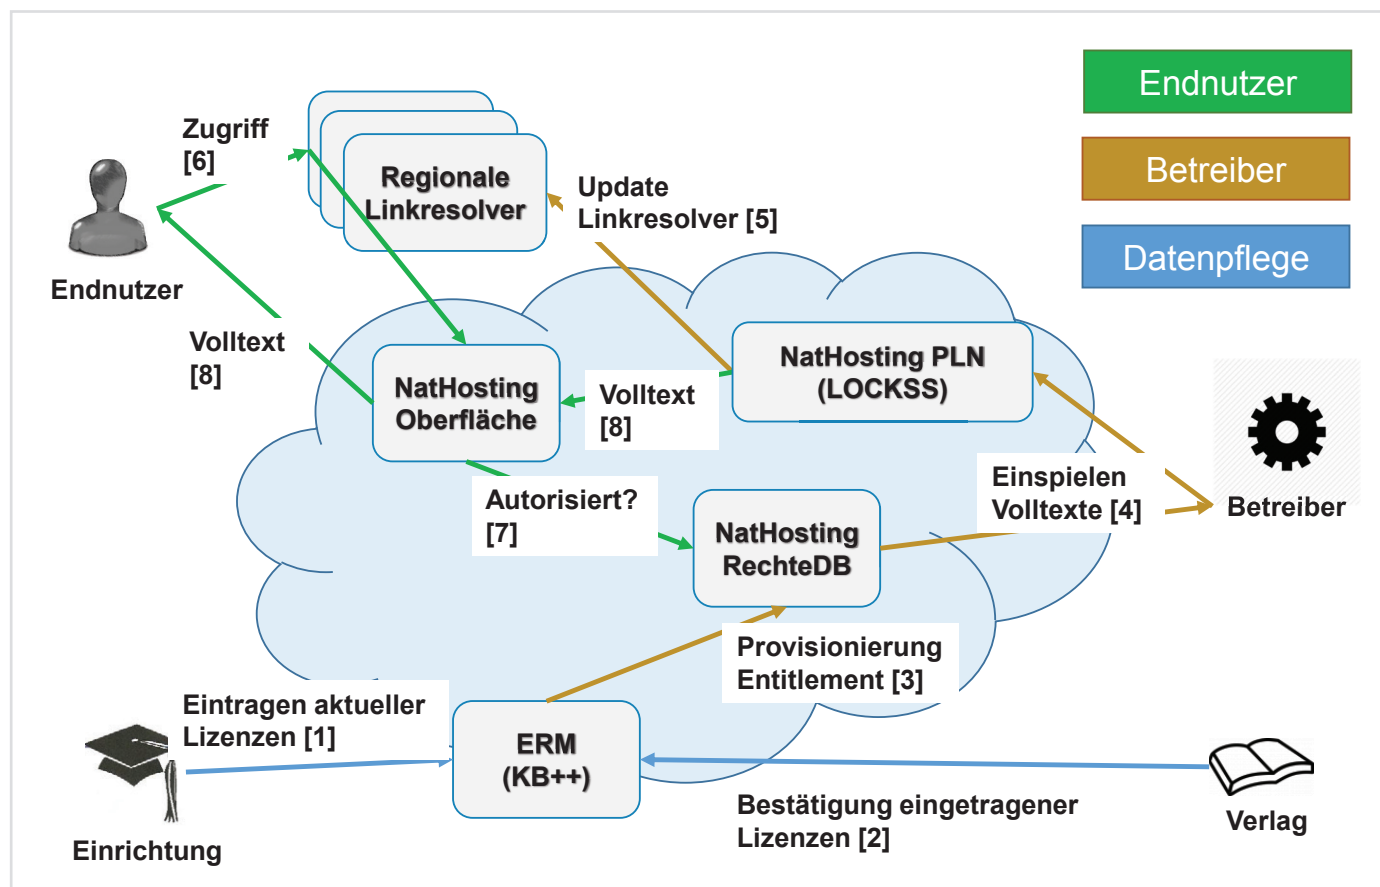 Endnutzer
Betreiber
Datenpflege
Zugriff
[6]
Regionale
Linkresolver
Update
Linkresolver [5]
Endnutzer
Volltext
[8]
NatHosting
Oberfläche
Volltext
[8]
NatHosting PLN
(LOCKSS)
Autorisiert?
[7]
Einspielen
Volltexte [4]
Betreiber
NatHosting
RechteDB
Provisionierung
Entitlement [3]
Eintragen aktueller
Lizenzen [1]
ERM
(KB++)
Bestätigung eingetragener
Lizenzen [2]
Einrichtung
Verlag